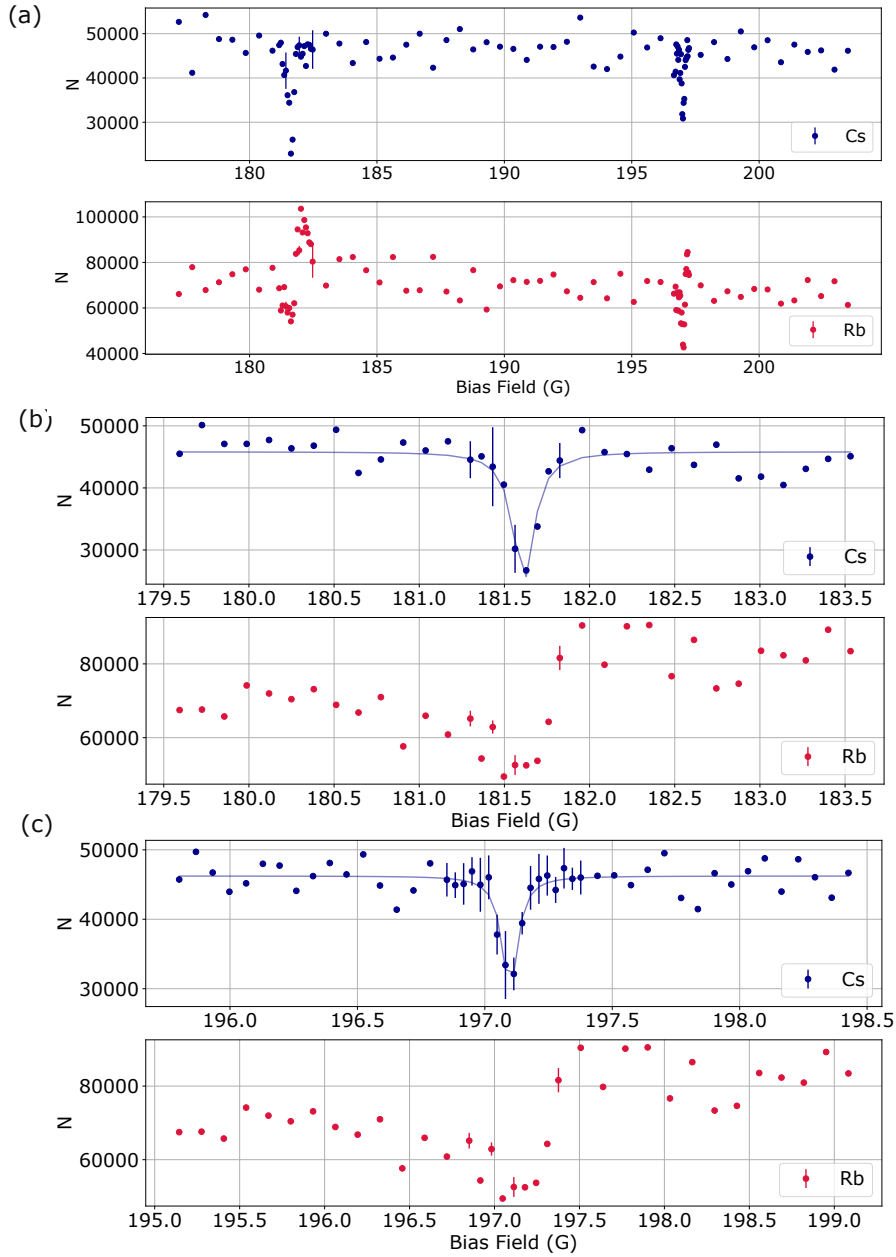 (a)
50000
40000
30000
N
Cs
180 185 190 195 200
100000
80000
60000
40000
N
Rb
180 185 190 195 200
Bias Field (G)
(b)
50000
40000
30000
N
Cs
179.5 180.0 180.5 181.0 181.5 182.0 182.5 183.0 183.5
80000
60000
N
Rb
179.5 180.0 180.5 181.0 181.5 182.0 182.5 183.0 183.5
Bias Field (G)
(c)
50000
40000
30000
N
Cs
196.0 196.5 197.0 197.5 198.0 198.5
80000
60000
N
Rb
195.0 195.5 196.0 196.5 197.0 197.5 198.0 198.5 199.0
Bias Field (G)